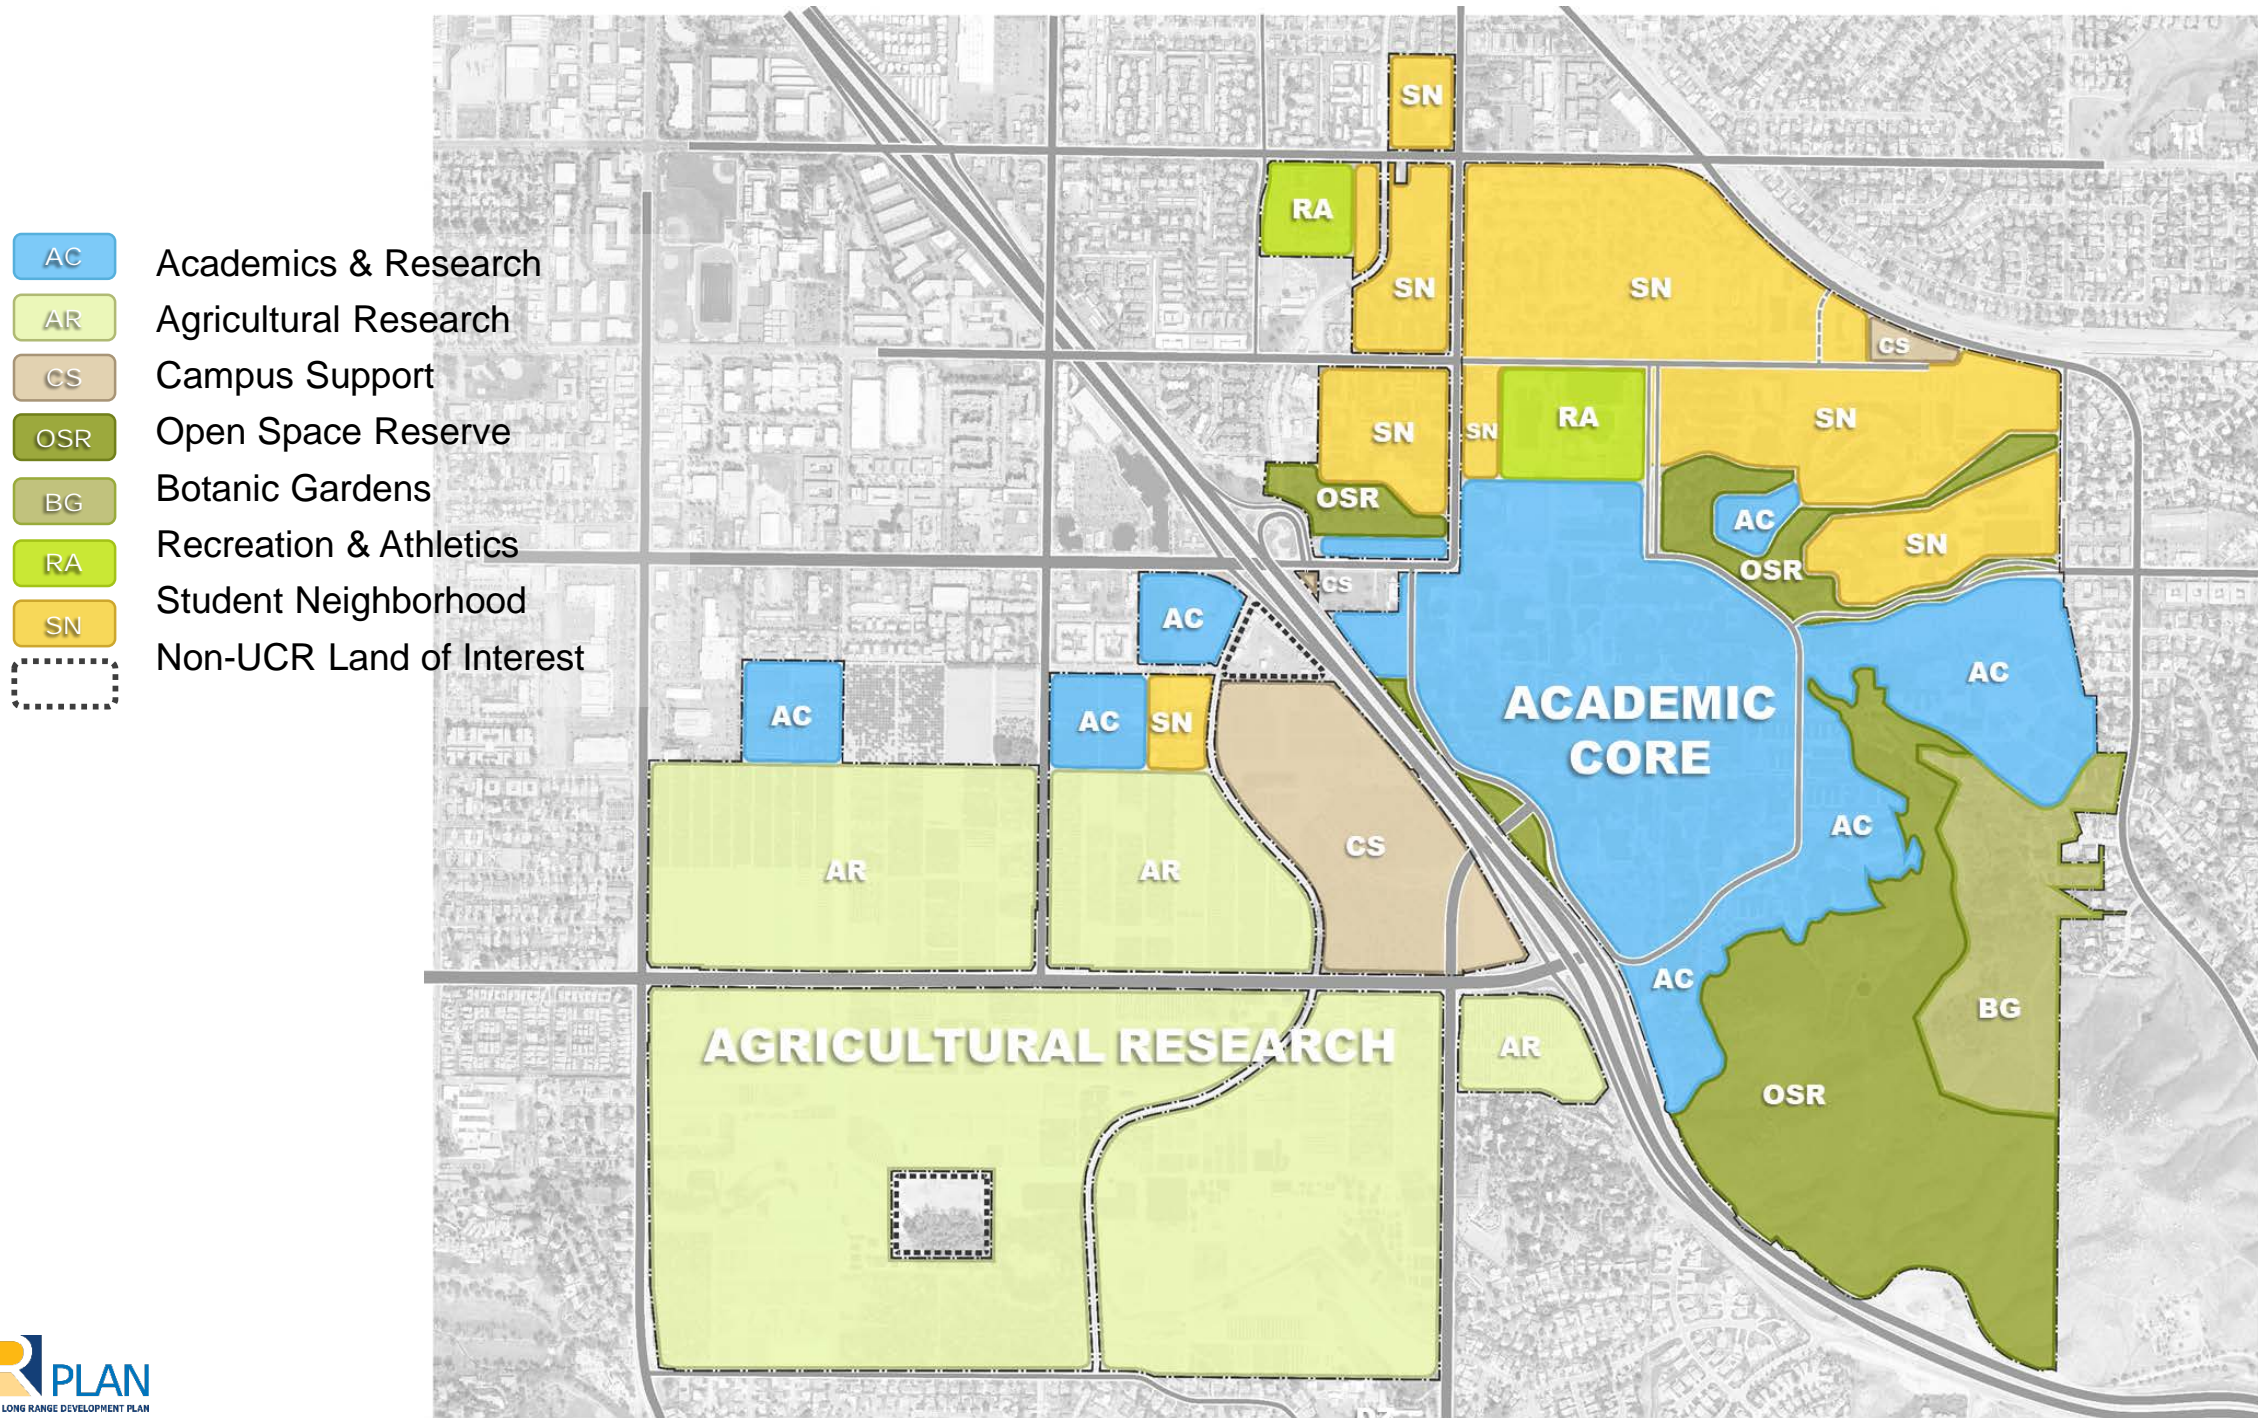 AC Academics & Research
AR Agricultural Research
CS Campus Support
OSR Open Space Reserve
BG Botanic Gardens
RA Recreation & Athletics
SN Student Neighborhood
Non-UCR Land of Interest
SN
RA
SN
SN
CS
SN
SN
RA
SN
OSR
AC
SN
OSR
CS
AC
AC
AC
AC
SN
ACADEMIC
CORE
AC
CS
AR
AR
AC
BG
AGRICULTURAL RESEARCH
AR
OSR
PLAN
LONG RANGE DEVELOPMENT PLAN